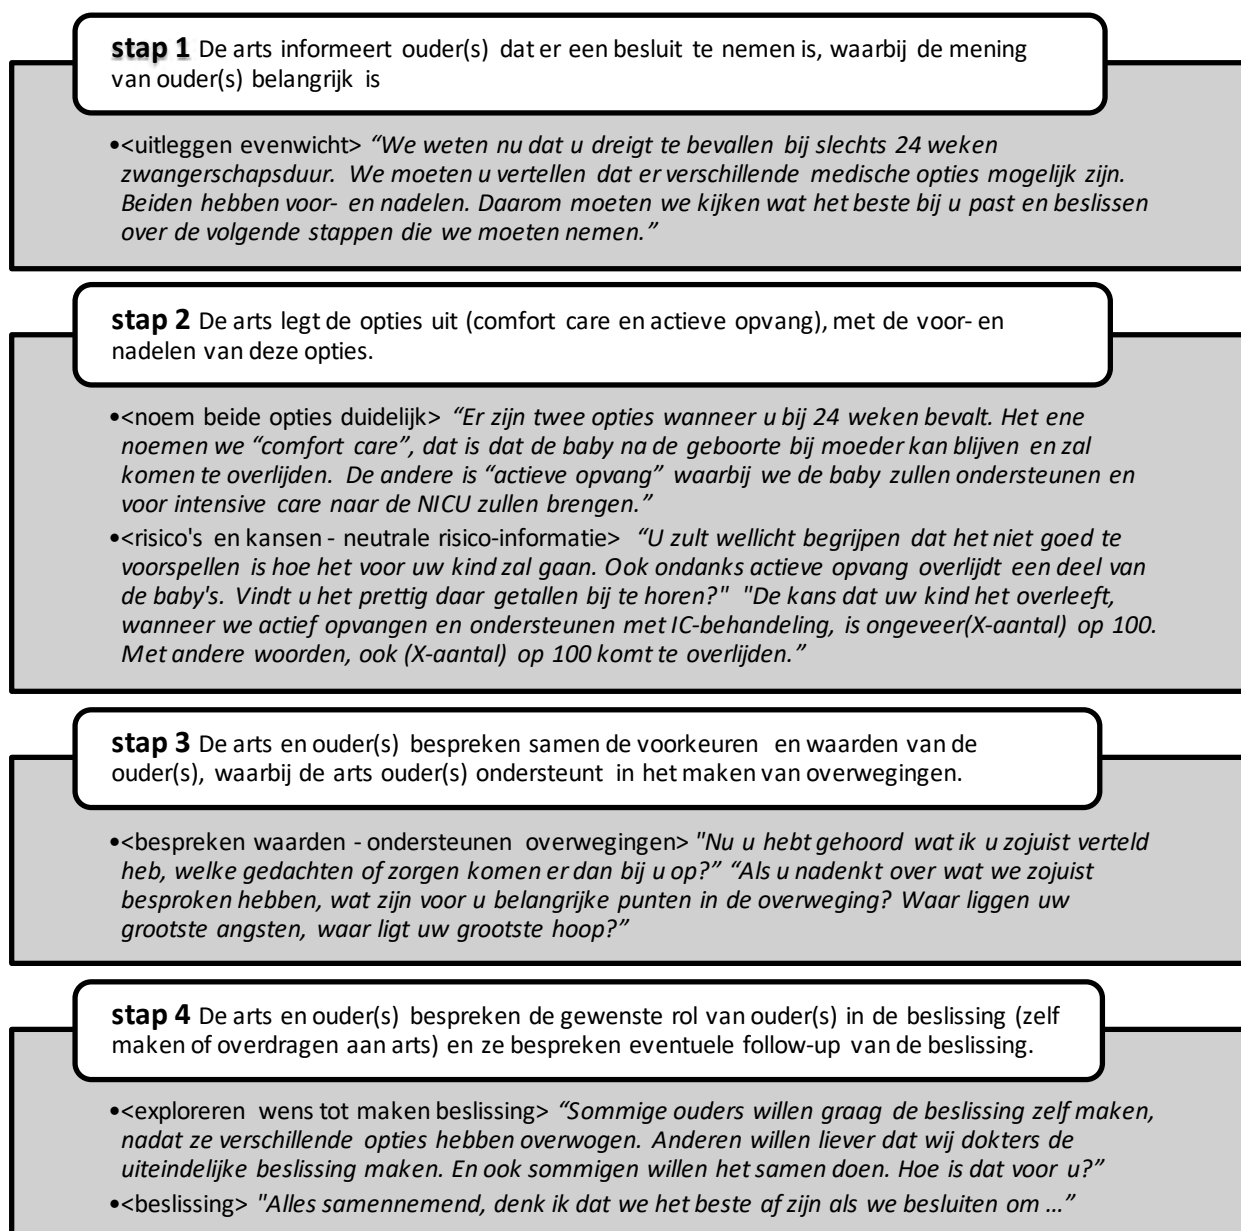 stap 1 De arts informeert ouder(s) dat er een besluit te nemen is, waarbij de mening
van ouder(s) belangrijk is
•<uitleggen evenwicht> “We weten nu dat u dreigt te bevallen bij slechts 24 weken
zwangerschapsduur. We moeten u vertellen dat er verschillende medische opties mogelijk zijn.
Beiden hebben voor- en nadelen. Daarom moeten we kijken wat het beste bij u past en beslissen
over de volgende stappen die we moeten nemen.”
stap 2 De arts legt de opties uit (comfort care en actieve opvang), met de voor- en
nadelen van deze opties.
•<noem beide opties duidelijk> “Er zijn twee opties wanneer u bij 24 weken bevalt. Het ene
noemen we “comfort care”, dat is dat de baby na de geboorte bij moeder kan blijven en zal
komen te overlijden. De andere is “actieve opvang” waarbij we de baby zullen ondersteunen en
voor intensive care naar de NICU zullen brengen.”
•<risico's en kansen - neutrale risico-informatie> “U zult wellicht begrijpen dat het niet goed te
voorspellen is hoe het voor uw kind zal gaan. Ook ondanks actieve opvang overlijdt een deel van
de baby's. Vindt u het prettig daar getallen bij te horen?" "De kans dat uw kind het overleeft,
wanneer we actief opvangen en ondersteunen met IC-behandeling, is ongeveer(X-aantal) op 100.
Met andere woorden, ook (X-aantal) op 100 komt te overlijden.”
stap 3 De arts en ouder(s) bespreken samen de voorkeuren en waarden van de
ouder(s), waarbij de arts ouder(s) ondersteunt in het maken van overwegingen.
•<bespreken waarden - ondersteunen overwegingen> "Nu u hebt gehoord wat ik u zojuist verteld
heb, welke gedachten of zorgen komen er dan bij u op?” “Als u nadenkt over wat we zojuist
besproken hebben, wat zijn voor u belangrijke punten in de overweging? Waar liggen uw
grootste angsten, waar ligt uw grootste hoop?”
stap 4 De arts en ouder(s) bespreken de gewenste rol van ouder(s) in de beslissing (zelf
maken of overdragen aan arts) en ze bespreken eventuele follow-up van de beslissing.
•<exploreren wens tot maken beslissing> “Sommige ouders willen graag de beslissing zelf maken,
nadat ze verschillende opties hebben overwogen. Anderen willen liever dat wij dokters de
uiteindelijke beslissing maken. En ook sommigen willen het samen doen. Hoe is dat voor u?”
•<beslissing> "Alles samennemend, denk ik dat we het beste af zijn als we besluiten om …”